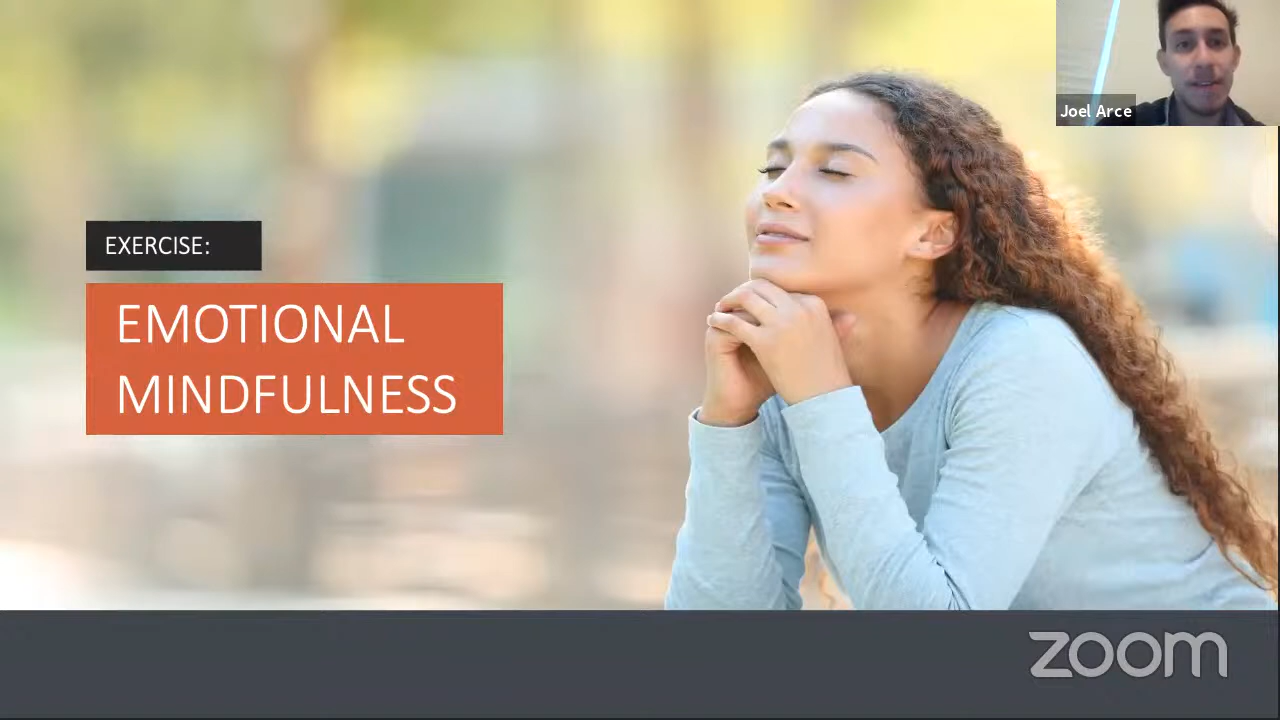 Joel Arce
EXERCISE:
EMOTIONAL
MINDFULNESS
zoom